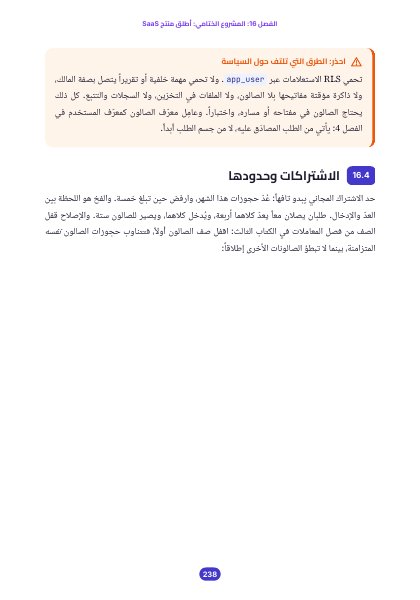 الفصل 16: المشروع الختامي: أطلق منتج SaaS
احذر: الطرق التي تلتف حول السياسة
تحمي RLS الاستعلامات عبر app_user . ولا تحمي مهمة خلفية أو تقريراً يتصل بصفة المالك،
ولا ذاكرة مؤقتة مفاتيحها بلا الصالون، ولا الملفات في التخزين، ولا السجلات والتتبع. كل ذلك
يحتاج الصالون في مفتاحه أو مساره، واختباراً. وعامِل معرّف الصالون كمعرّف المستخدم في
الفصل 4: يأتي من الطلب المصادَق عليه، لا من جسم الطلب أبداً.
16.4 الاشتراكات وحدودها
حد الاشتراك المجاني يبدو تافهاً: عُدّ حجوزات هذا الشهر، وارفض حين تبلغ خمسة. والفخ هو اللحظة بين
العدّ والإدخال. طلبان يصلان معاً يعدّ كلاهما أربعة، ويُدخل كلاهما، ويصير للصالون ستة. والإصلاح قفل
الصف من فصل المعاملات في الكتاب الثالث: اقفل صف الصالون أولاً، فتتناوب حجوزات الصالون نفسه
المتزامنة، بينما لا تبطؤ الصالونات الأخرى إطلاقاً:
238